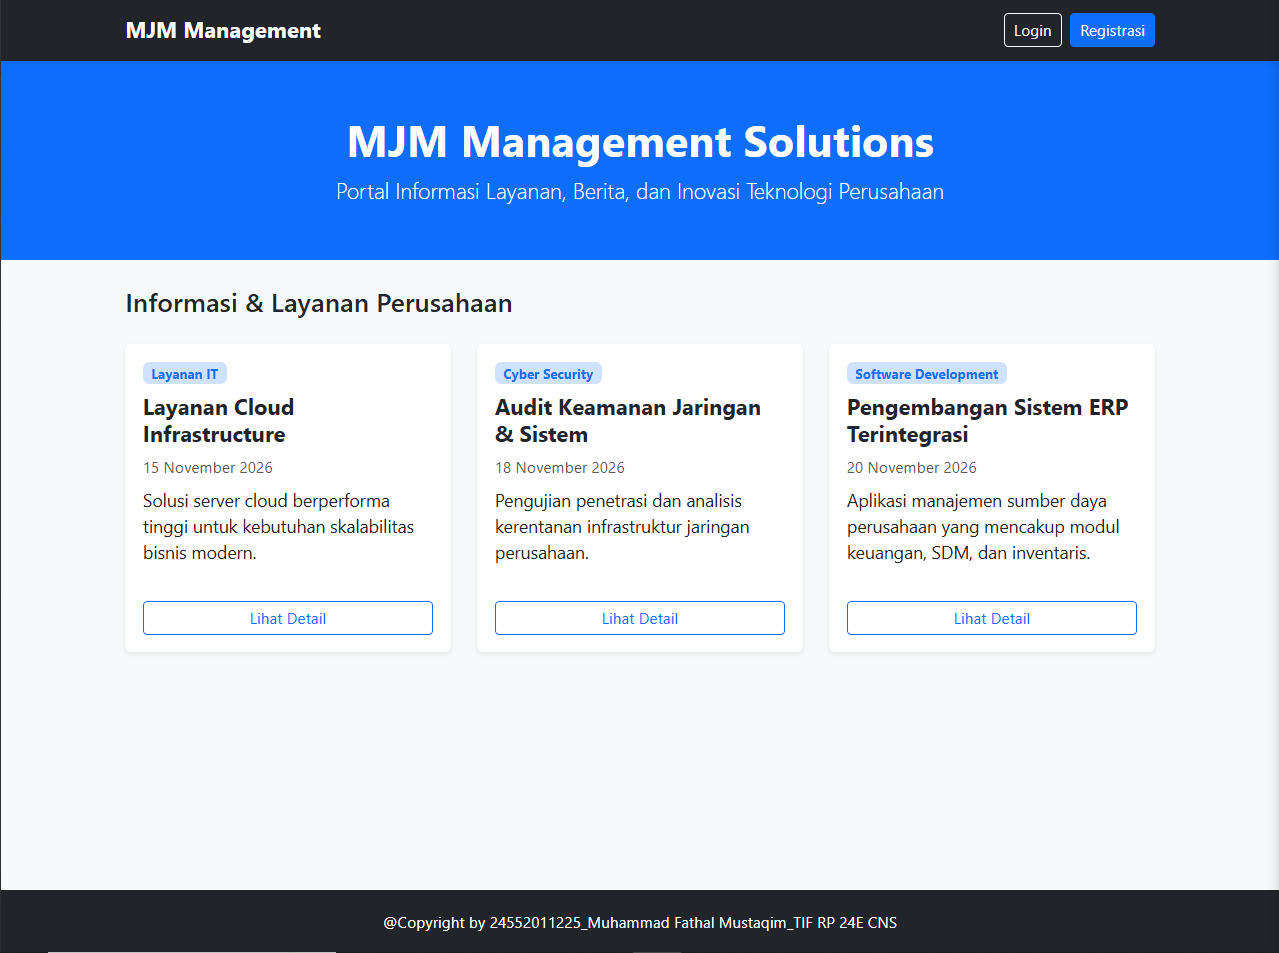 MJM Management
Login
Registrasi
MJM Management Solutions
Portal Informasi Layanan, Berita, dan Inovasi Teknologi Perusahaan
Informasi & Layanan Perusahaan
Layanan IT
Layanan Cloud
Infrastructure
15 November 2026
Solusi server cloud berperforma
tinggi untuk kebutuhan skalabilitas
bisnis modern.
Lihat Detail
Cyber Security
Audit Keamanan Jaringan
& Sistem
18 November 2026
Pengujian penetrasi dan analisis
kerentanan infrastruktur jaringan
perusahaan.
Lihat Detail
Software Development
Pengembangan Sistem ERP
Terintegrasi
20 November 2026
Aplikasi manajemen sumber daya
perusahaan yang mencakup modul
keuangan, SDM, dan inventaris.
Lihat Detail
@Copyright by 24552011225_Muhammad Fathal Mustaqim_TIF RP 24E CNS